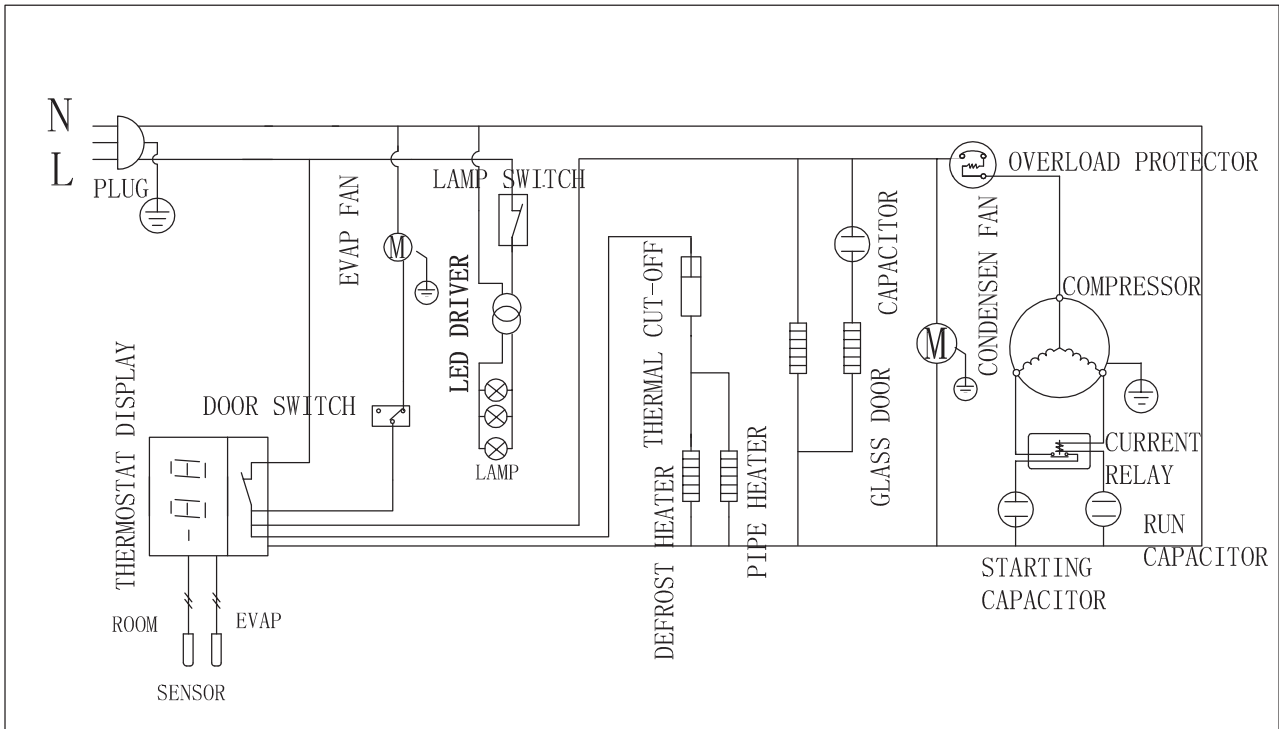 N
L
PLUG
EVAP FAN
M
LAMP SWITCH
LED DRIVER
LAMP
DOOR SWITCH
THERMOSTAT DISPLAY
ROOM
EVAP
SENSOR
THERMAL CUT-OFF
DEFROST HEATER
PIPE HEATER
CAPACITOR
GLASS DOOR
M
CONDENSEN FAN
OVERLOAD PROTECTOR
COMPRESSOR
CURRENT
RELAY
RUN
CAPACITOR
STARTING
CAPACITOR